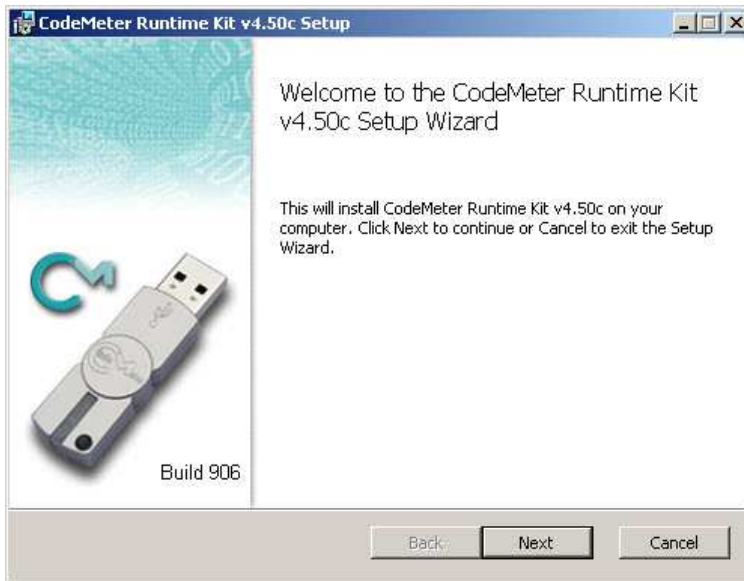 CodeMeter Runtime Kit v4.50c Setup
Welcome to the CodeMeter Runtime Kit
v4.50c Setup Wizard
This will install CodeMeter Runtime Kit v4.50c on your
computer. Click Next to continue or Cancel to exit the Setup
Wizard.
Build 906
Back
Next
Cancel